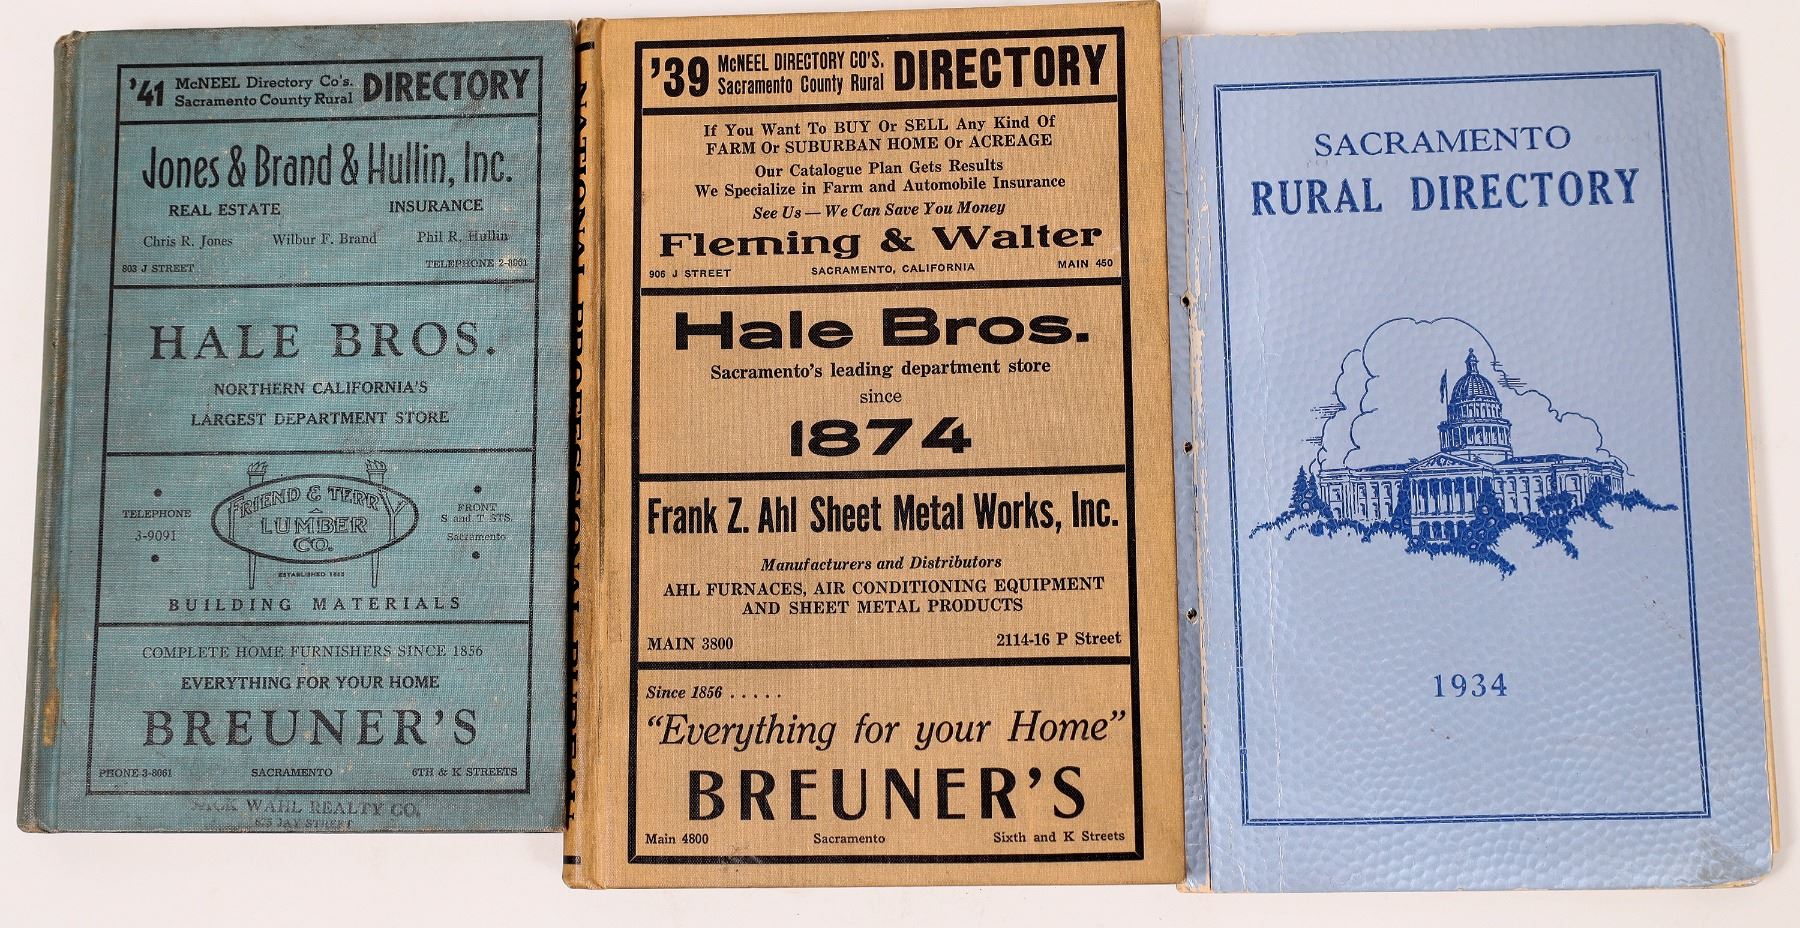 '41 McNEEL Directory Co's. DIRECTORY
Sacramento County Rural
Jones & Brand & Hullin, Inc.
REAL ESTATE INSURANCE
Chris R. Jones Wilbur F. Brand Phil R. Hullin
803 J STREET TELEPHONE 2-8061
HALE BROS.
NORTHERN CALIFORNIA'S
LARGEST DEPARTMENT STORE
FRIEND & TERRY
LUMBER
CO.
ESTABLISHED 1853
TELEPHONE
3-9091
FRONT
S and T STS.
Sacramento
BUILDING MATERIALS
COMPLETE HOME FURNISHERS SINCE 1856
EVERYTHING FOR YOUR HOME
BREUNER'S
PHONE 3-8061 SACRAMENTO 6TH & K STREETS
WAHL REALTY CO.
JAY STREET
NATIONAL PROFESSIONAL
'39 McNEEL DIRECTORY CO'S. DIRECTORY
Sacramento County Rural
If You Want To BUY Or SELL Any Kind Of
FARM Or SUBURBAN HOME Or ACREAGE
Our Catalogue Plan Gets Results
We Specialize in Farm and Automobile Insurance
See Us — We Can Save You Money
Fleming & Walter
906 J STREET SACRAMENTO, CALIFORNIA MAIN 450
Hale Bros.
Sacramento's leading department store
since
1874
Frank Z. Ahl Sheet Metal Works, Inc.
Manufacturers and Distributors
AHL FURNACES, AIR CONDITIONING EQUIPMENT
AND SHEET METAL PRODUCTS
MAIN 3800 2114-16 P Street
Since 1856 . . . . .
"Everything for your Home"
BREUNER'S
Main 4800 Sacramento Sixth and K Streets
SACRAMENTO
RURAL DIRECTORY
1934